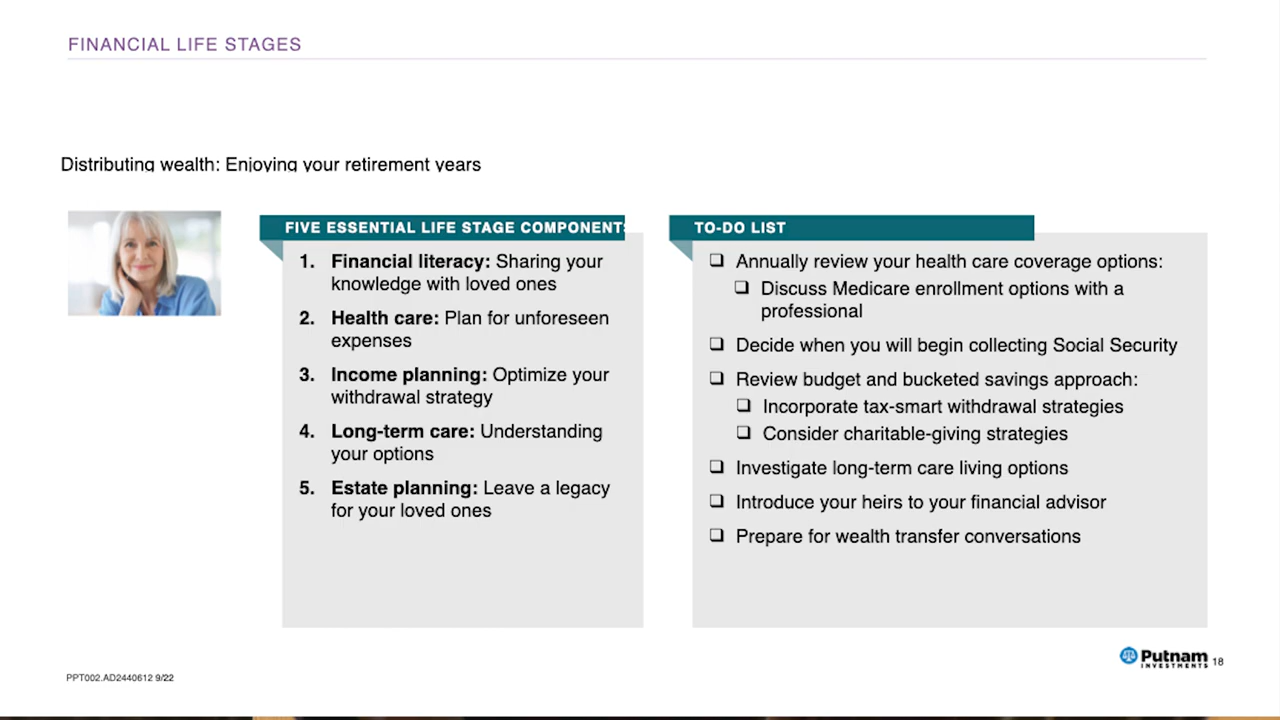 FINANCIAL LIFE STAGES
Distributing wealth: Enjoying your retirement years
FIVE ESSENTIAL LIFE STAGE COMPONENTS
1. Financial literacy: Sharing your
knowledge with loved ones
2. Health care: Plan for unforeseen
expenses
3. Income planning: Optimize your
withdrawal strategy
4. Long-term care: Understanding
your options
5. Estate planning: Leave a legacy
for your loved ones
TO-DO LIST
❑ Annually review your health care coverage options:
❑ Discuss Medicare enrollment options with a
professional
❑ Decide when you will begin collecting Social Security
❑ Review budget and bucketed savings approach:
❑ Incorporate tax-smart withdrawal strategies
❑ Consider charitable-giving strategies
❑ Investigate long-term care living options
❑ Introduce your heirs to your financial advisor
❑ Prepare for wealth transfer conversations
Putnam
INVESTMENTS
18
PPT002.AD2440612 9/22